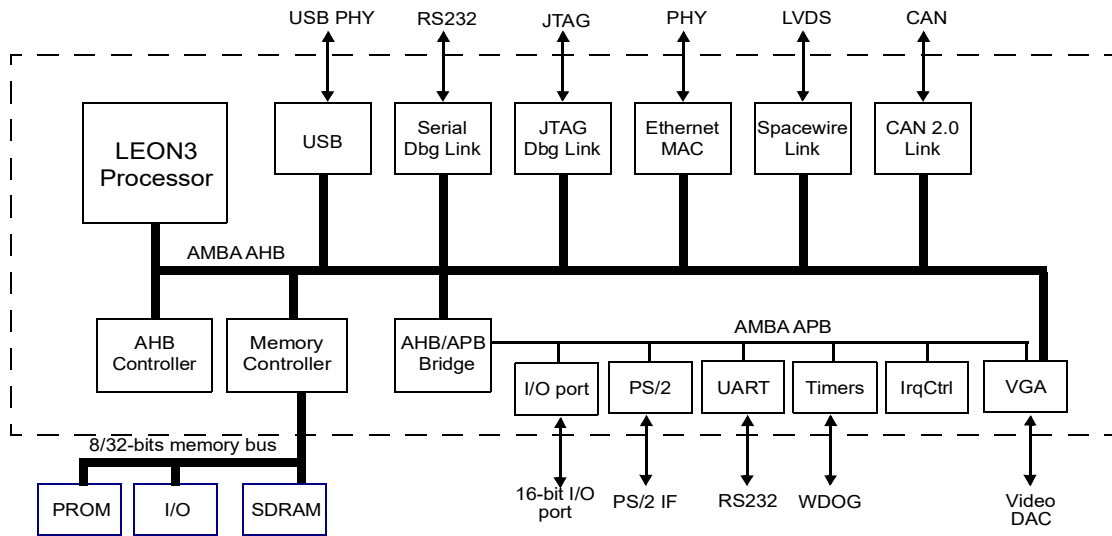 USB PHY
RS232
JTAG
PHY
LVDS
CAN
LEON3
Processor
USB
Serial
Dbg Link
JTAG
Dbg Link
Ethernet
MAC
Spacewire
Link
CAN 2.0
Link
AMBA AHB
AHB
Controller
Memory
Controller
AHB/APB
Bridge
AMBA APB
I/O port
PS/2
UART
Timers
IrqCtrl
VGA
8/32-bits memory bus
PROM
I/O
SDRAM
16-bit I/O
port
PS/2 IF
RS232
WDOG
Video
DAC